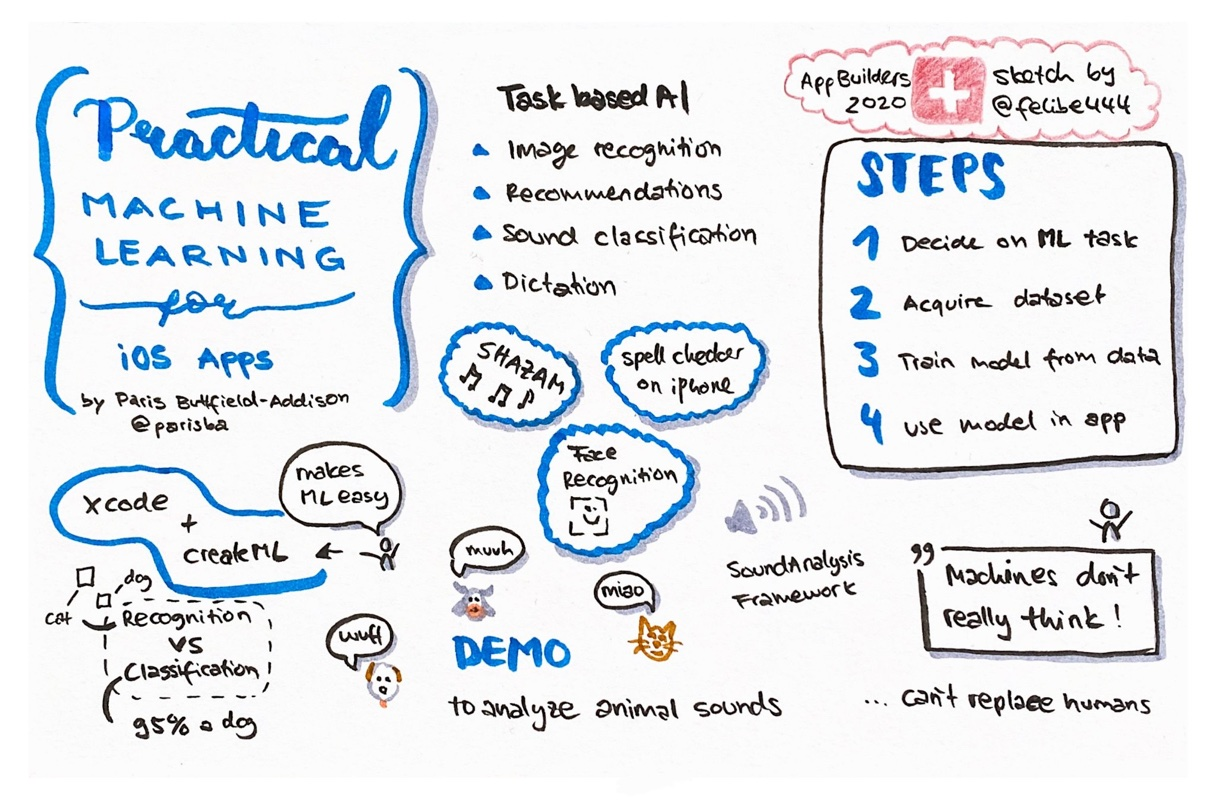 Practical
MACHINE
LEARNING
for
iOS Apps
by Paris Buttfield-Addison
@parisba
Task based AI
Image recognition
Recommendations
Sound classification
Dictation
SHAZAM
spell checker
on iphone
Face
Recognition
AppBuilders
2020
sketch by
@felibe444
STEPS
1 Decide on ML task
2 Acquire dataset
3 Train model from data
4 use model in app
xcode
+
createML
makes
ML easy
cat
dog
Recognition
VS
Classification
95% a dog
wuff
muuh
miao
DEMO
to analyze animal sounds
SoundAnalysis
Framework
"Machines don't
really think!
... can't replace humans